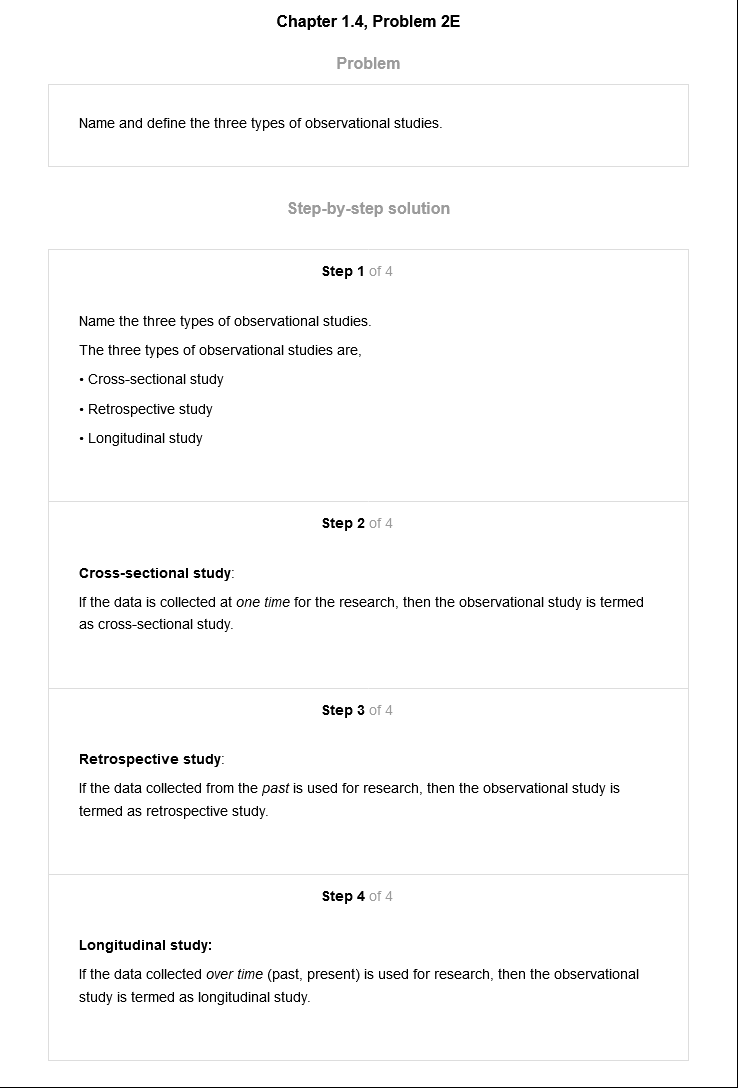 Chapter 1.4, Problem 2E
Problem
Name and define the three types of observational studies.
Step-by-step solution
Step 1 of 4
Name the three types of observational studies.
The three types of observational studies are,
• Cross-sectional study
• Retrospective study
• Longitudinal study
Step 2 of 4
Cross-sectional study:
If the data is collected at one time for the research, then the observational study is termed
as cross-sectional study.
Step 3 of 4
Retrospective study:
If the data collected from the past is used for research, then the observational study is
termed as retrospective study.
Step 4 of 4
Longitudinal study:
If the data collected over time (past, present) is used for research, then the observational
study is termed as longitudinal study.